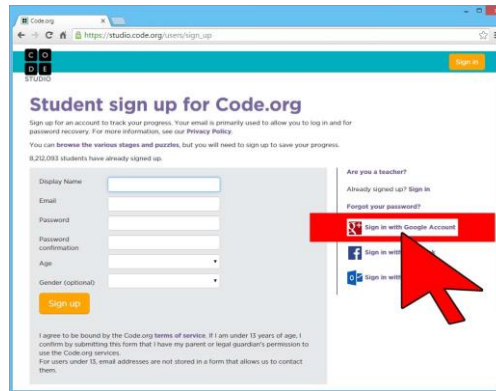 Code.org
https://studio.code.org/users/sign_up
C O
D E
STUDIO
Sign in
Student sign up for Code.org
Sign up for an account to track your progress. Your email is primarily used to allow you to log in and for
password recovery. For more information, see our Privacy Policy.
You can browse the various stages and puzzles, but you will need to sign up to save your progress.
8,212,093 students have already signed up.
Display Name
Email
Password
Password
confirmation
Age
Gender (optional)
Sign up
I agree to be bound by the Code.org terms of service. If I am under 13 years of age, I
confirm by submitting this form that I have my parent or legal guardian's permission to
use the Code.org services.
For users under 13, email addresses are not stored in a form that allows us to contact
them.
Are you a teacher?
Already signed up? Sign in
Forgot your password?
Sign in with Google Account
Sign in with
Sign in with